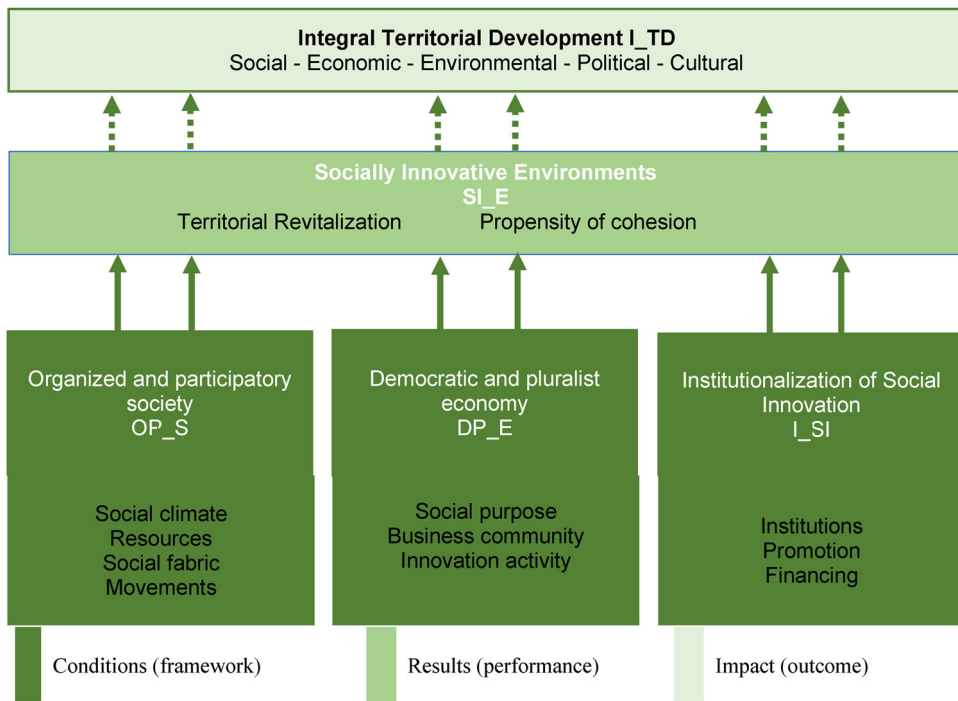 Integral Territorial Development I_TD
Social - Economic - Environmental - Political - Cultural
Socially Innovative Environments
SI_E
Territorial Revitalization Propensity of cohesion
Organized and participatory
society
OP_S
Social climate
Resources
Social fabric
Movements
Democratic and pluralist
economy
DP_E
Social purpose
Business community
Innovation activity
Institutionalization of Social
Innovation
I_SI
Institutions
Promotion
Financing
Conditions (framework)
Results (performance)
Impact (outcome)